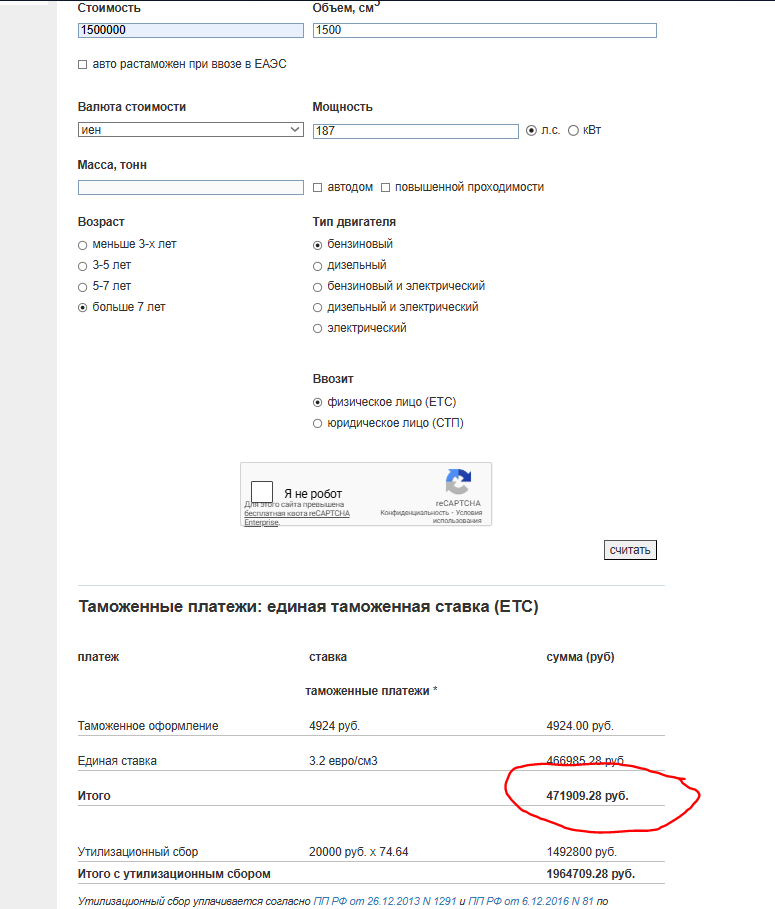 Стоимость Объем, см³
1500000 1500
авто растаможен при ввозе в ЕАЭС
Валюта стоимости Мощность
иен 187 л.с. кВт
Масса, тонн
автодом повышенной проходимости
Возраст Тип двигателя
меньше 3-х лет бензиновый
3-5 лет дизельный
5-7 лет бензиновый и электрический
больше 7 лет дизельный и электрический
электрический
Ввозит
физическое лицо (ЕТС)
юридическое лицо (СТП)
Я не робот
Для этого сайта превышена
бесплатная квота reCAPTCHA
Enterprise.
reCAPTCHA
Конфиденциальность - Условия
использования
считать
Таможенные платежи: единая таможенная ставка (ЕТС)
платеж ставка сумма (руб)
таможенные платежи *
Таможенное оформление 4924 руб. 4924.00 руб.
Единая ставка 3.2 евро/см3 466985.28 руб.
Итого 471909.28 руб.
Утилизационный сбор 20000 руб. x 74.64 1492800 руб.
Итого с утилизационным сбором 1964709.28 руб.
Утилизационный сбор уплачивается согласно ПП РФ от 26.12.2013 N 1291 и ПП РФ от 6.12.2016 N 81 по